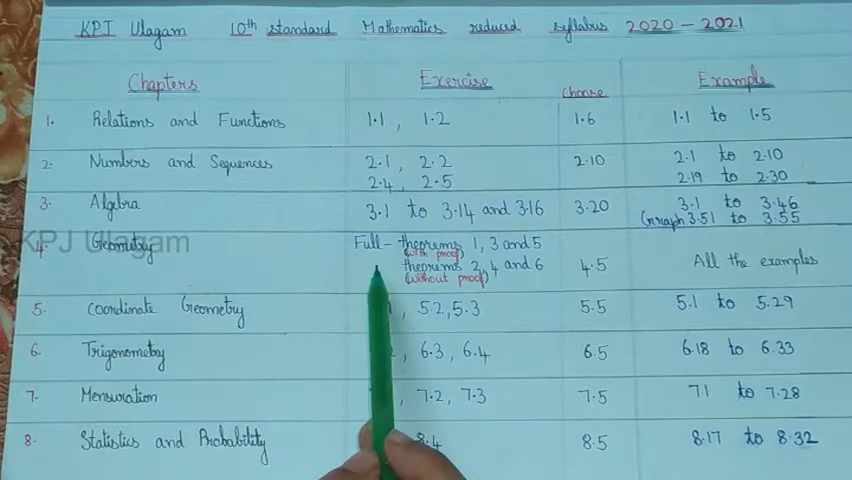 KPJ Ulagam 10th standard Mathematics reduced syllabus 2020 - 2021
Chapters Exercise choose Example
1. Relations and Functions 1.1, 1.2 1.6 1.1 to 1.5
2. Numbers and Sequences 2.1, 2.2 2.10 2.1 to 2.10
2.4, 2.5 2.19 to 2.30
3. Algebra 3.1 to 3.14 and 3.16 3.20 3.1 to 3.46
Graph 3.51 to 3.55
KPJ Ulagam
4. Geometry Full - theorems 1, 3 and 5
(with proof)
theorems 2, 4 and 6 4.5 All the examples
(without proof)
5. Coordinate Geometry , 5.2, 5.3 5.5 5.1 to 5.29
6. Trigonometry , 6.3, 6.4 6.5 6.18 to 6.33
7. Mensuration , 7.2, 7.3 7.5 7.1 to 7.28
8. Statistics and Probability 8.4 8.5 8.17 to 8.32